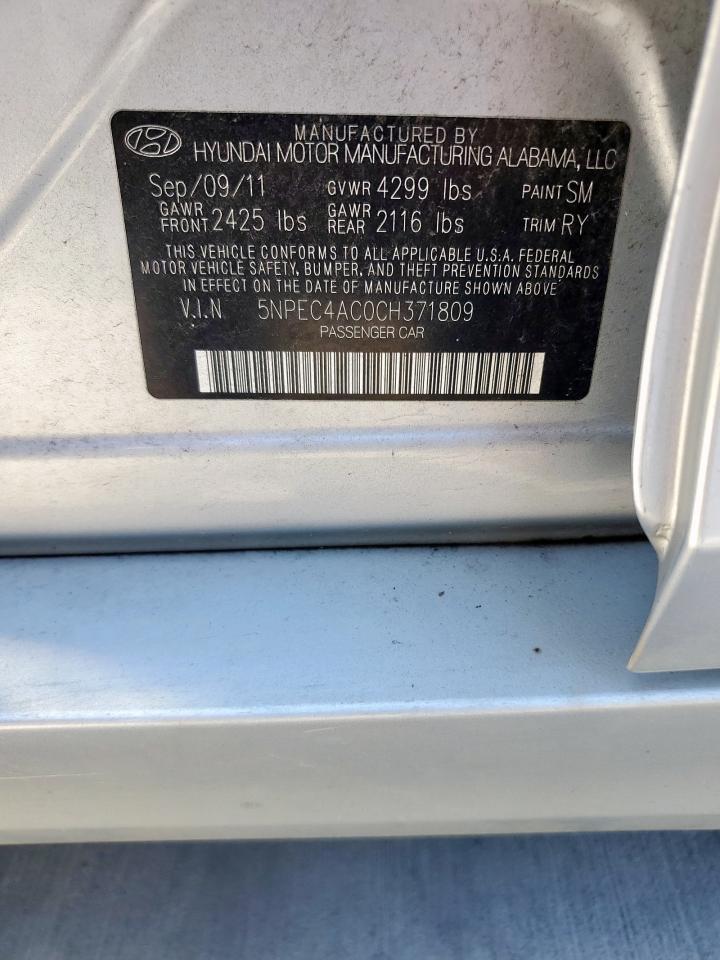 MANUFACTURED BY
HYUNDAI MOTOR MANUFACTURING ALABAMA, LLC
Sep/09/11 GVWR 4299 lbs PAINT SM
GAWR FRONT 2425 lbs GAWR REAR 2116 lbs TRIM RY
THIS VEHICLE CONFORMS TO ALL APPLICABLE U.S.A. FEDERAL
MOTOR VEHICLE SAFETY, BUMPER, AND THEFT PREVENTION STANDARDS
IN EFFECT ON THE DATE OF MANUFACTURE SHOWN ABOVE.
V.I.N. 5NPEC4AC0CH371809
PASSENGER CAR